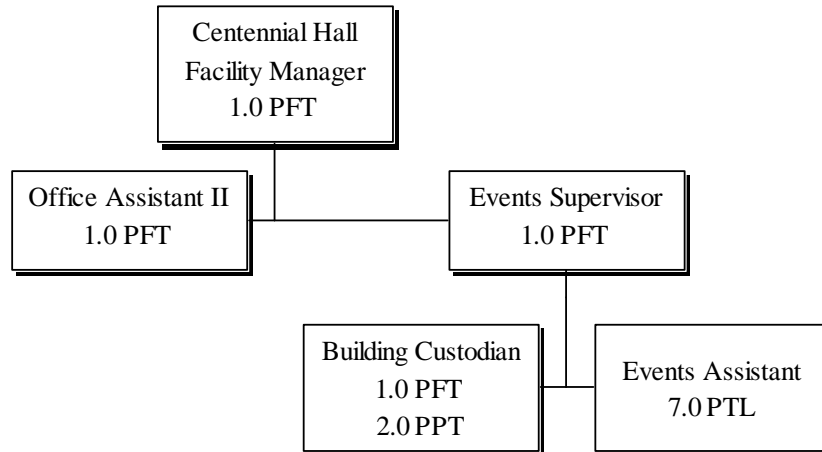 Centennial Hall
Facility Manager
1.0 PFT
Office Assistant II
1.0 PFT
Events Supervisor
1.0 PFT
Building Custodian
1.0 PFT
2.0 PPT
Events Assistant
7.0 PTL